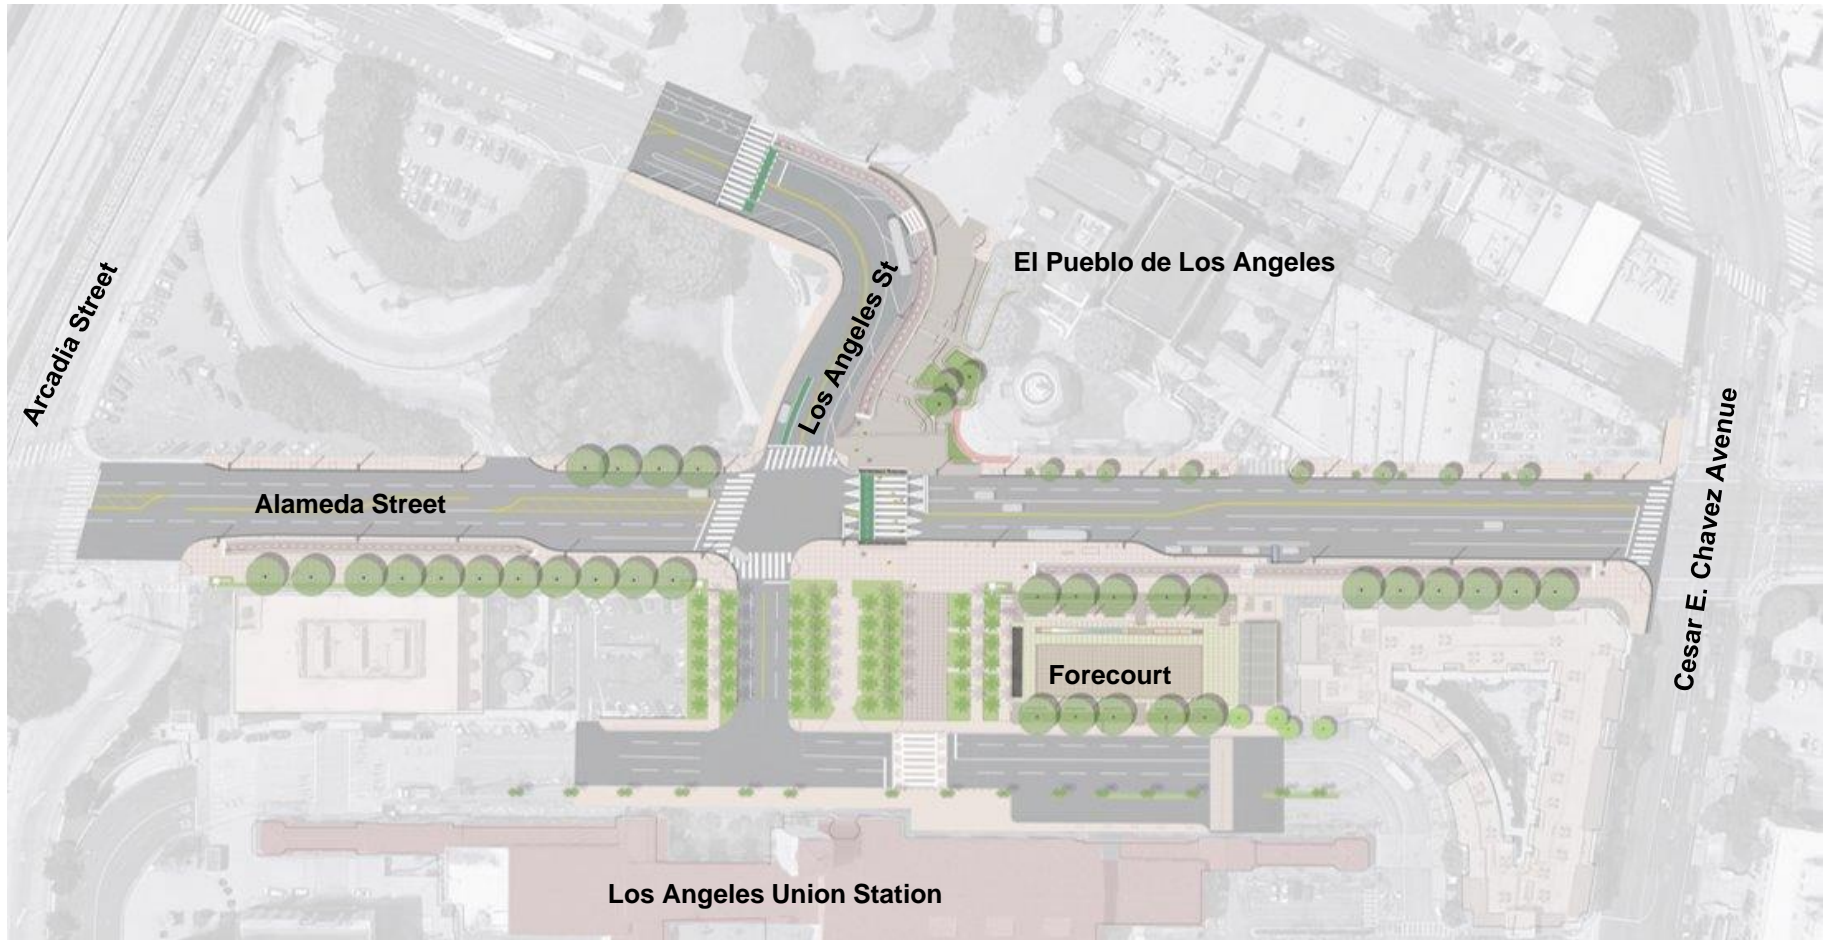 El Pueblo de Los Angeles
Arcadia Street
Los Angeles St
Alameda Street
Cesar E. Chavez Avenue
Forecourt
Los Angeles Union Station